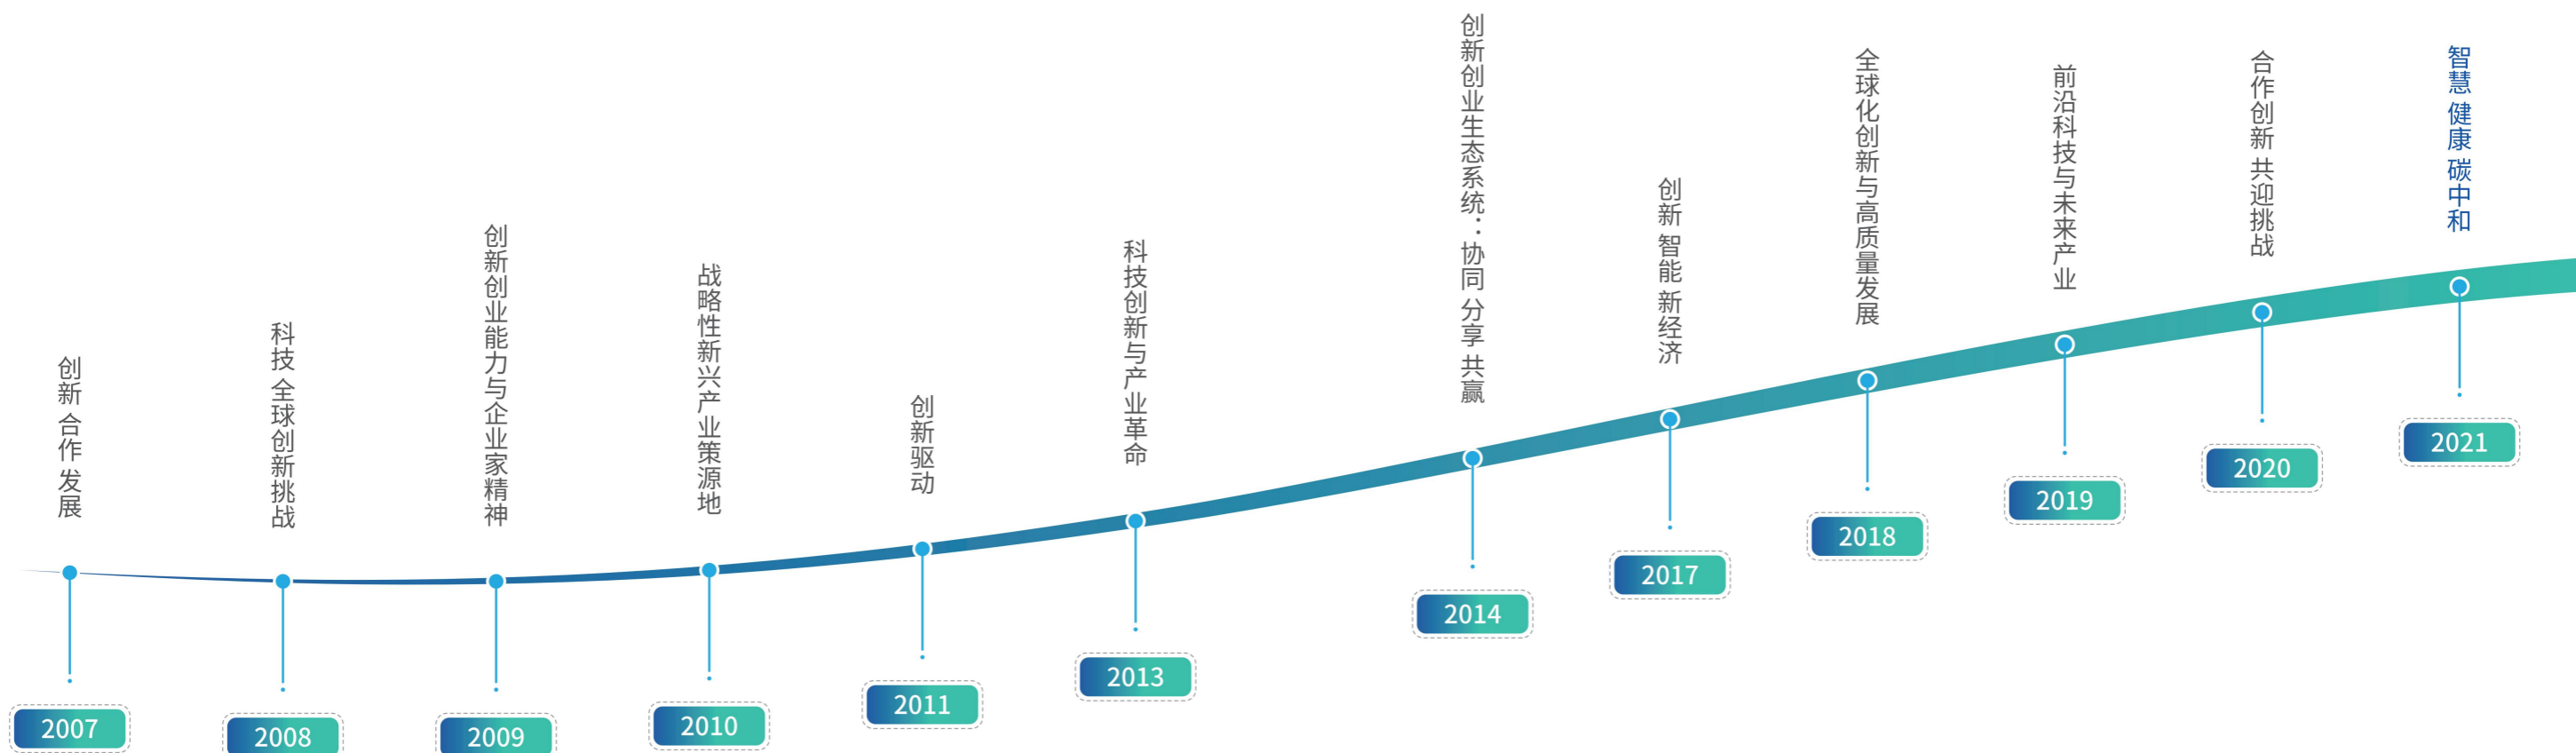 创新 合作 发展
2007
科技 全球创新挑战
2008
创新创业能力与企业家精神
2009
战略性新兴产业策源地
2010
创新驱动
2011
科技创新与产业革命
2013
创新创业生态系统：协同 分享 共赢
2014
创新 智能 新经济
2017
全球化创新与高质量发展
2018
前沿科技与未来产业
2019
合作创新 共迎挑战
2020
智慧 健康 碳中和
2021